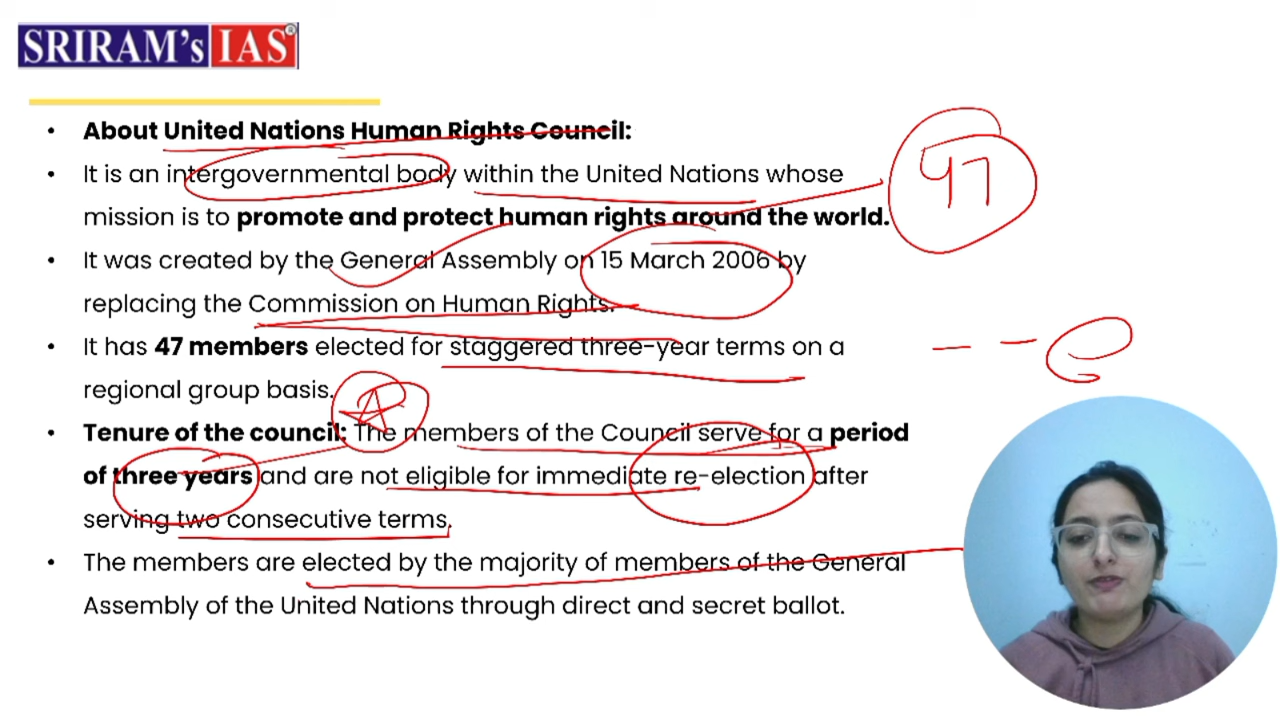 SRIRAM's IAS®
• About United Nations Human Rights Council:
• It is an intergovernmental body within the United Nations whose
mission is to promote and protect human rights around the world.
47
• It was created by the General Assembly on 15 March 2006 by
replacing the Commission on Human Rights.
• It has 47 members elected for staggered three-year terms on a
regional group basis.
• Tenure of the council: The members of the Council serve for a period
of three years and are not eligible for immediate re-election after
serving two consecutive terms.
• The members are elected by the majority of members of the General
Assembly of the United Nations through direct and secret ballot.